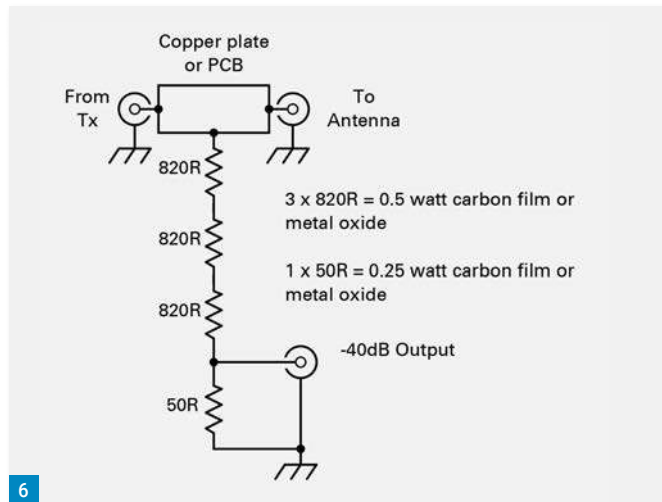 Copper plate
or PCB
From
Tx
To
Antenna
820R
3 x 820R = 0.5 watt carbon film or
metal oxide
820R
1 x 50R = 0.25 watt carbon film or
metal oxide
820R
-40dB Output
50R
6